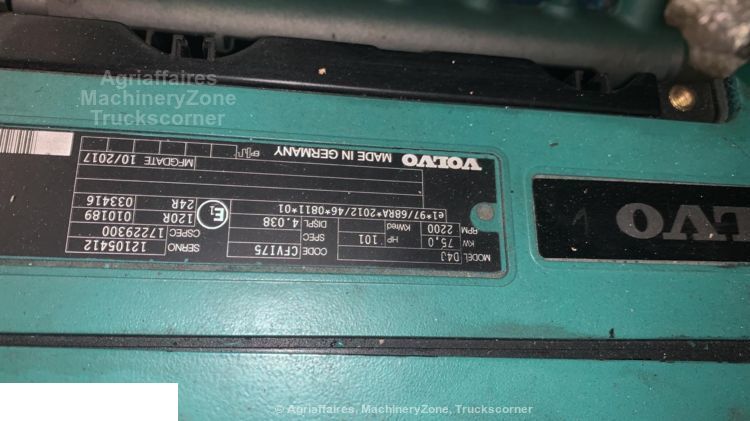 Agriaffaires
MachineryZone
Truckscorner
MODEL D4J CODE CFV175 SERNO 12105412
KW 75,0 HP 101 SPEC CSPEC 17229300
RPM 2200 KWred DISPL 4.038 120R 010189
E1 24R 033416
e1*97/68RA*2012/46*0811*01
VOLVO MADE IN GERMANY MFGDATE 10/2017
VOLVO
© Agriaffaires, MachineryZone, Truckscorner